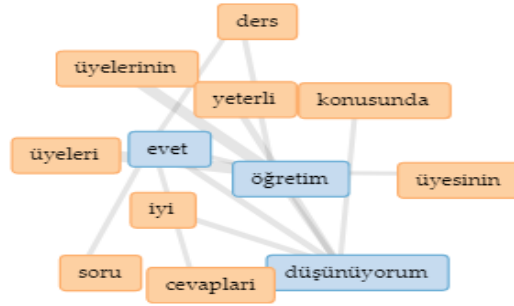 ders
üyelerinin
yeterli
konusunda
evet
üyeleri
öğretim
üyesinin
iyi
soru
cevaplari
düşünüyorum